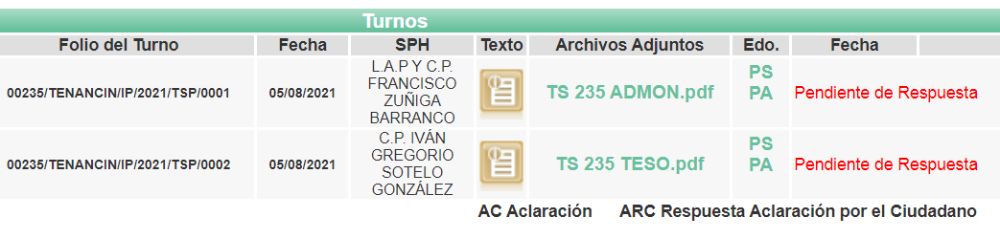 Turnos
Folio del Turno Fecha SPH Texto Archivos Adjuntos Edo. Fecha
00235/TENANCIN/IP/2021/TSP/0001 05/08/2021 L.A.P Y C.P. FRANCISCO ZUÑIGA BARRANCO TS 235 ADMON.pdf PS PA Pendiente de Respuesta
00235/TENANCIN/IP/2021/TSP/0002 05/08/2021 C.P. IVÁN GREGORIO SOTELO GONZÁLEZ TS 235 TESO.pdf PS PA Pendiente de Respuesta
AC Aclaración ARC Respuesta Aclaración por el Ciudadano